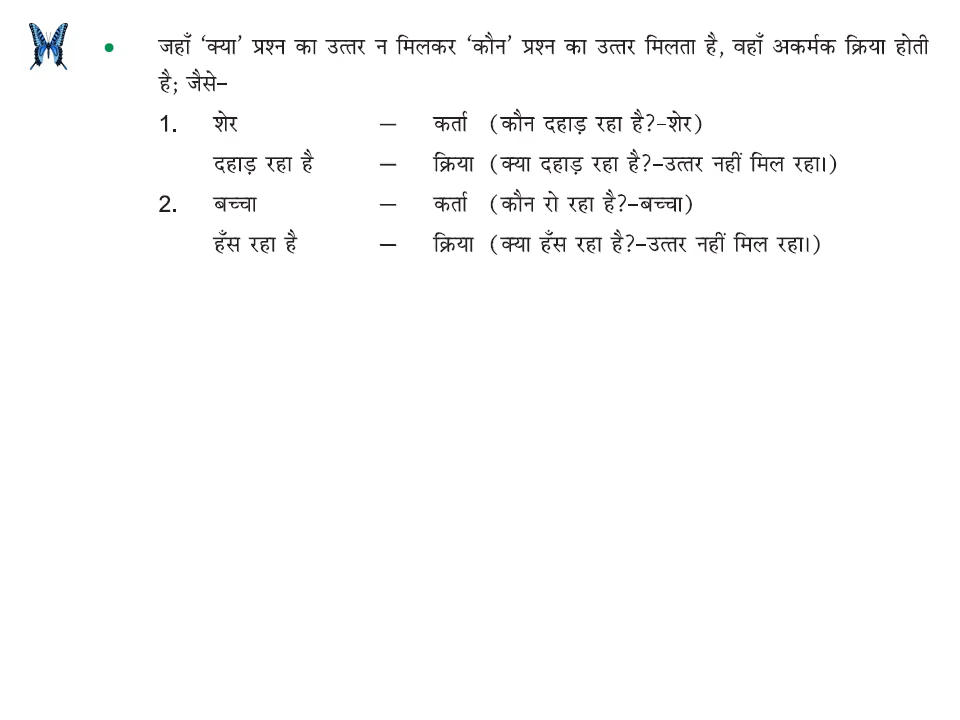 • जहाँ ‘क्या’ प्रश्न का उत्तर न मिलकर ‘कौन’ प्रश्न का उत्तर मिलता है, वहाँ अकर्मक क्रिया होती
है; जैसे–
1. शेर — कर्ता (कौन दहाड़ रहा है?-शेर)
दहाड़ रहा है — क्रिया (क्या दहाड़ रहा है?–उत्तर नहीं मिल रहा।)
2. बच्चा — कर्ता (कौन रो रहा है?–बच्चा)
हँस रहा है — क्रिया (क्या हँस रहा है?–उत्तर नहीं मिल रहा।)